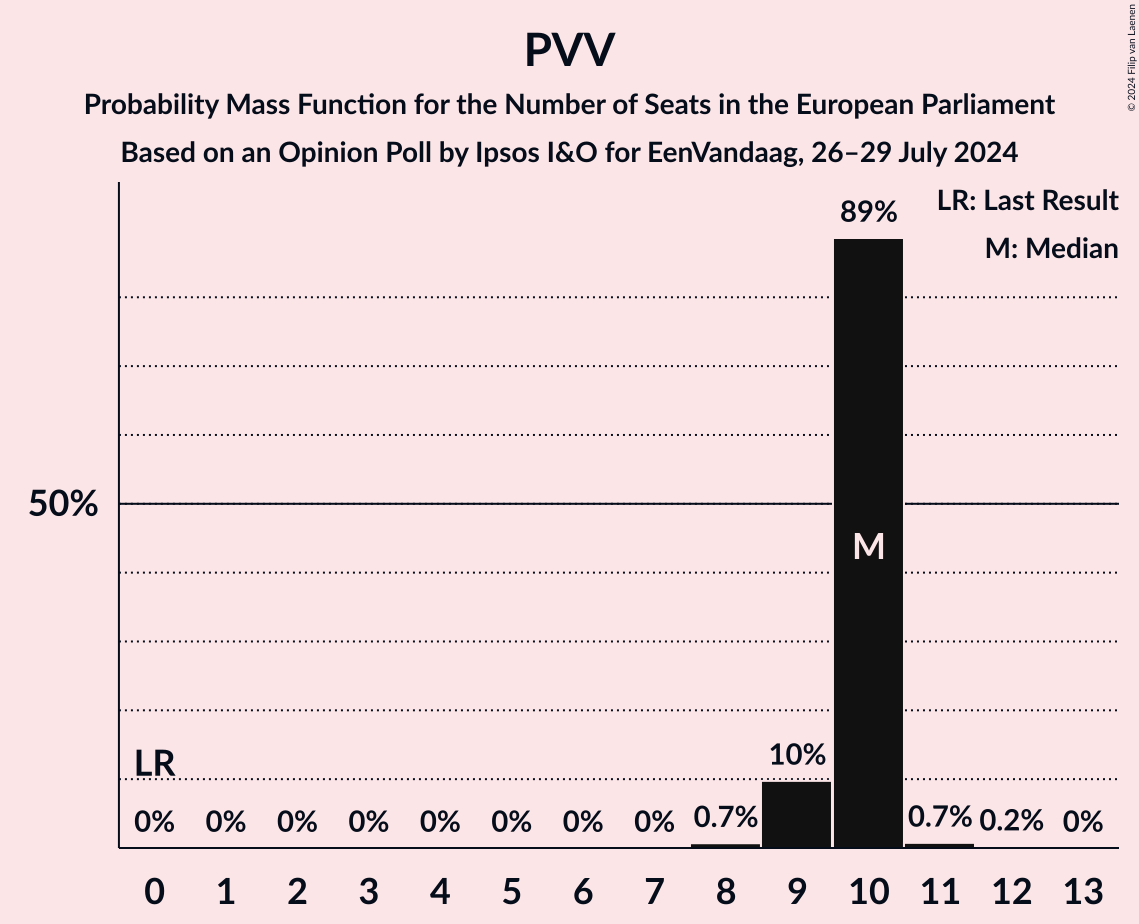 PVV
Probability Mass Function for the Number of Seats in the European Parliament
Based on an Opinion Poll by Ipsos I&O for EenVandaag, 26–29 July 2024
© 2024 Filip van Laenen
LR: Last Result
M: Median
89%
50%
M
LR
10%
0% 0% 0% 0% 0% 0% 0% 0% 0.7% 0.7% 0.2% 0%
0 1 2 3 4 5 6 7 8 9 10 11 12 13